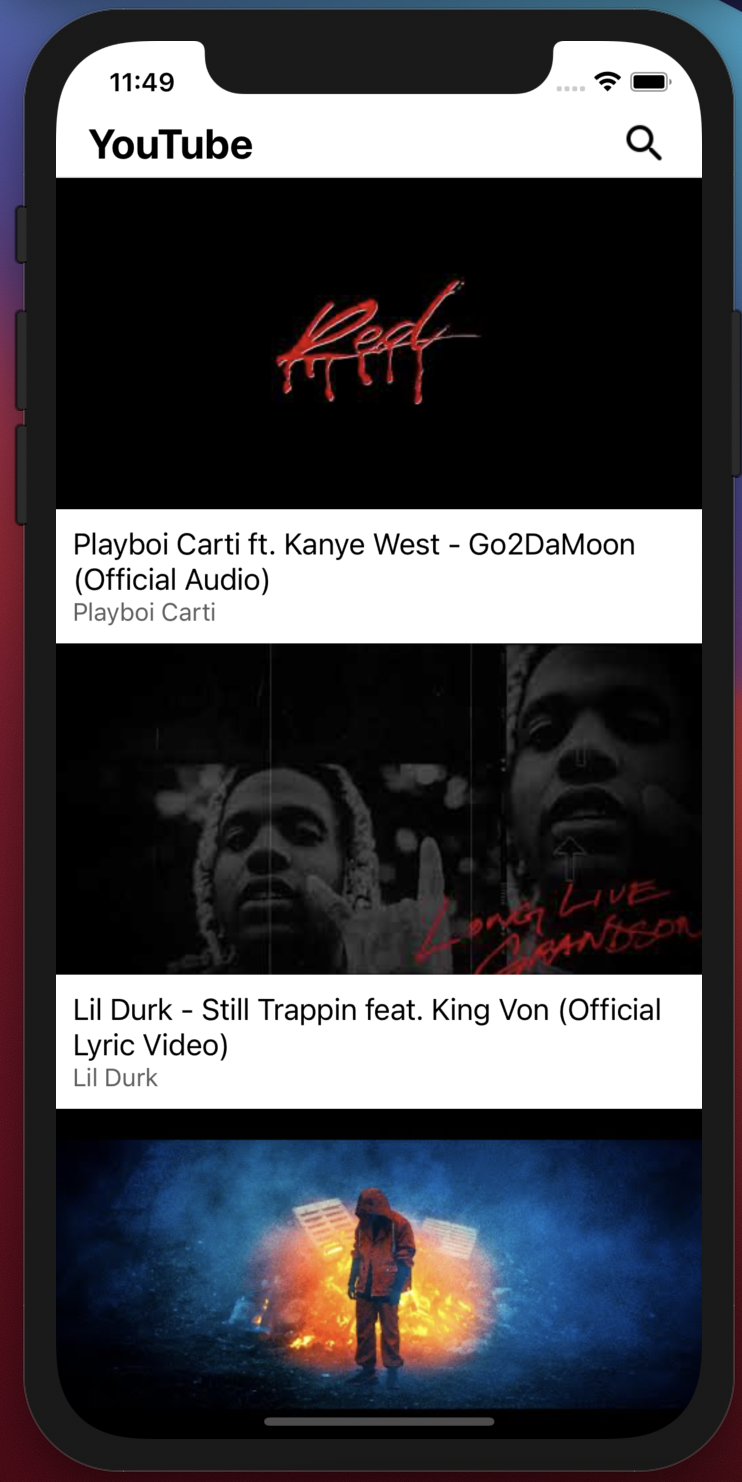 11:49
YouTube
Red
Playboi Carti ft. Kanye West - Go2DaMoon
(Official Audio)
Playboi Carti
LONG LIVE
GRANDSON
Lil Durk - Still Trappin feat. King Von (Official
Lyric Video)
Lil Durk